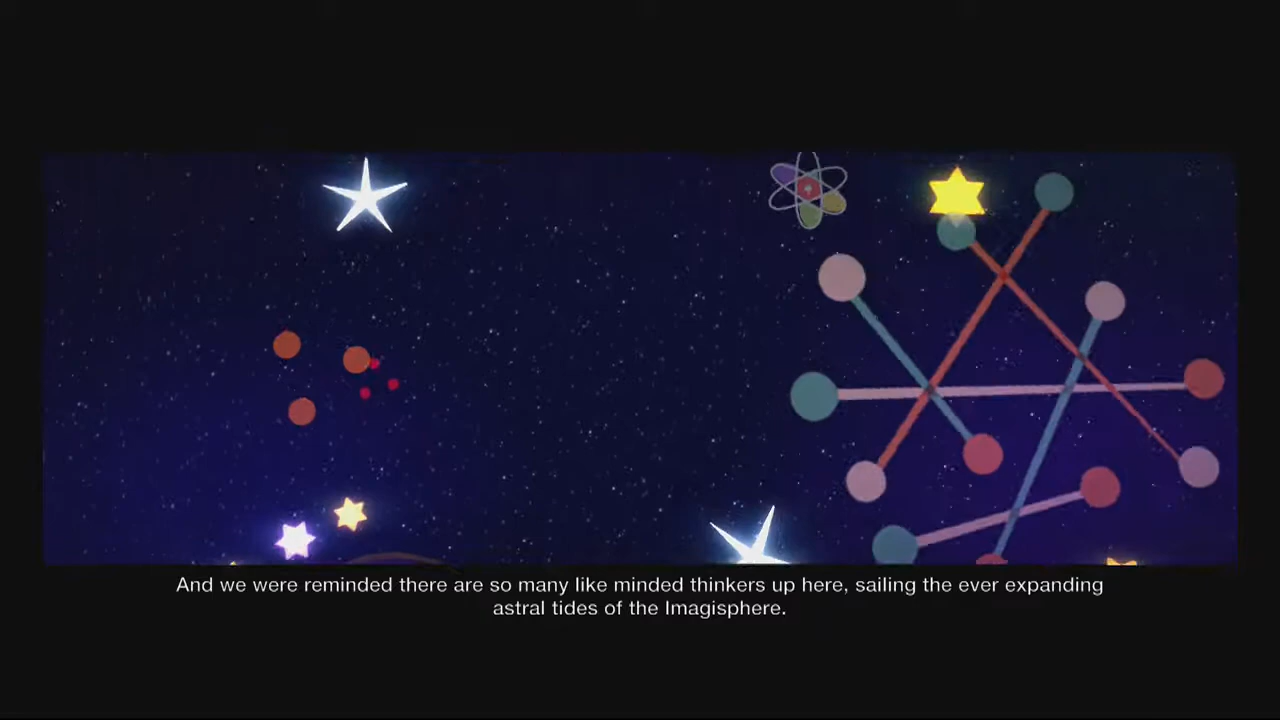 And we were reminded there are so many like minded thinkers up here, sailing the ever expanding
astral tides of the Imagisphere.